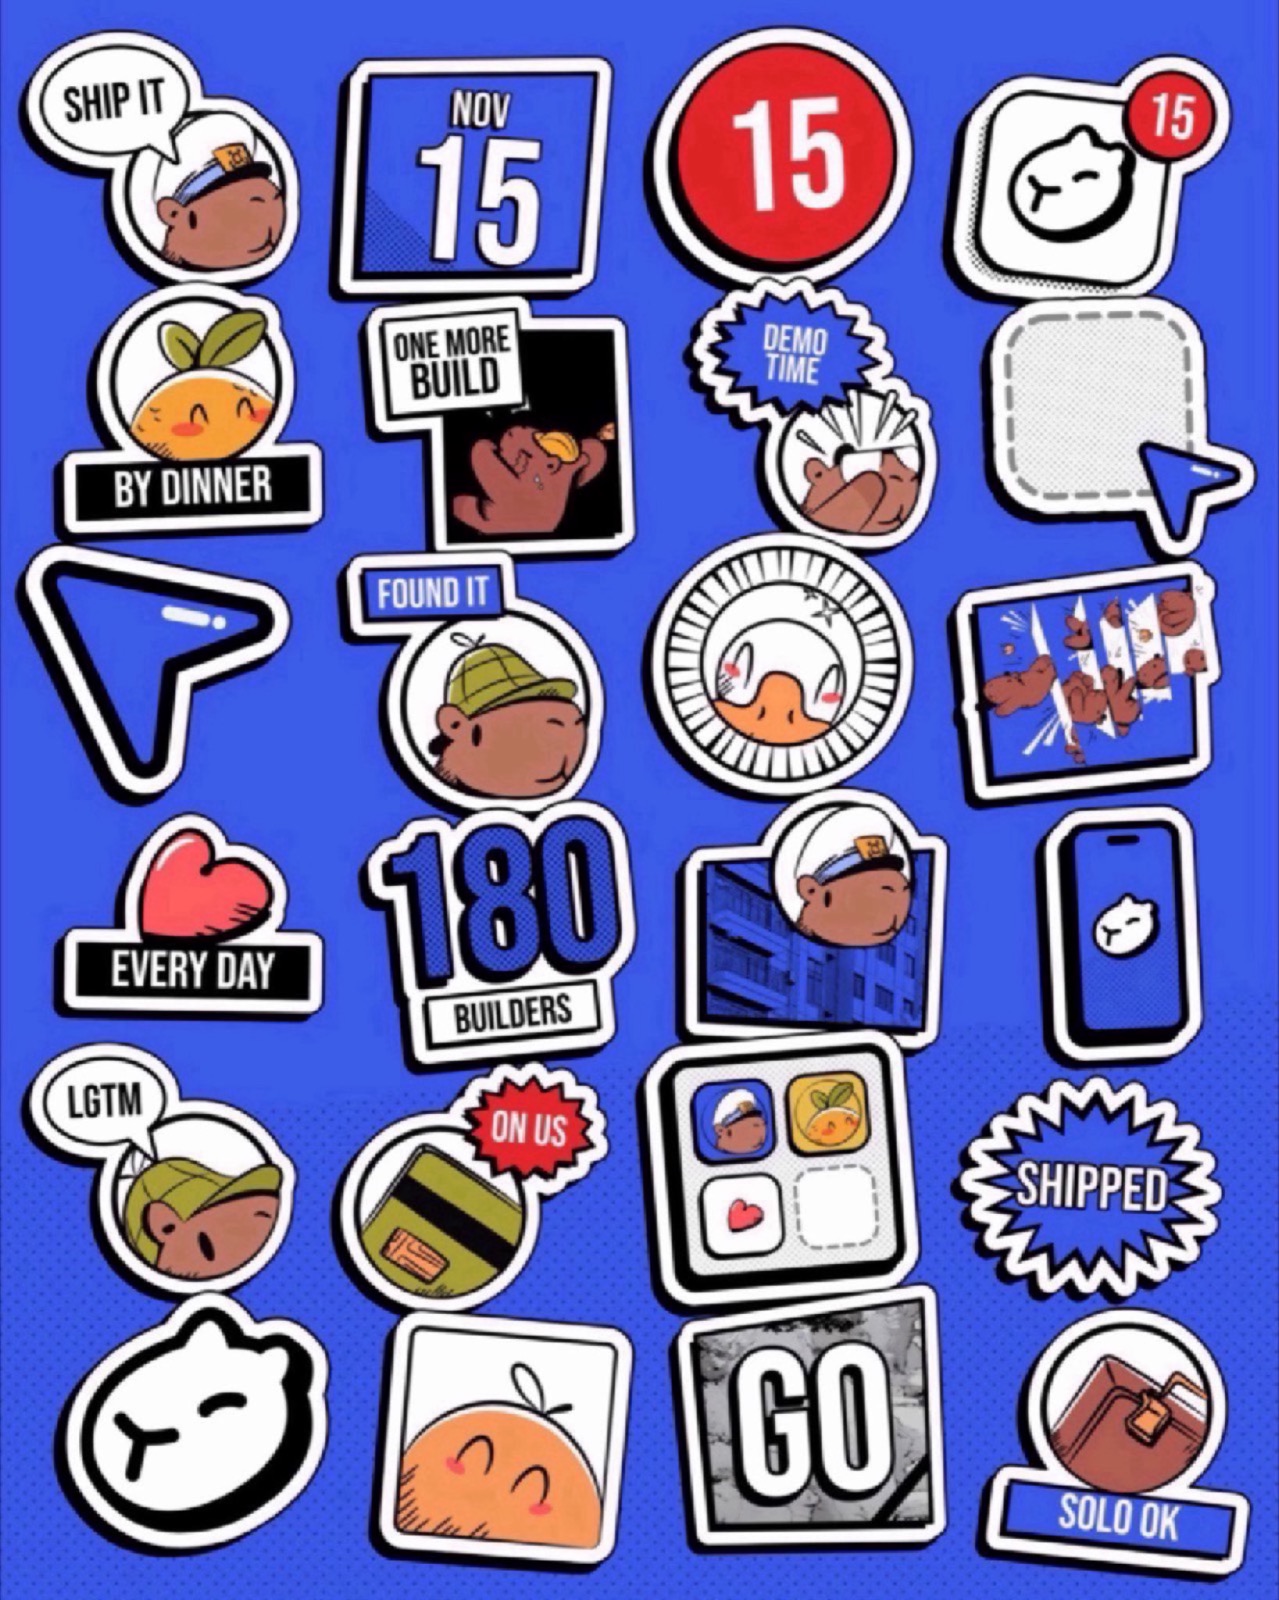 SHIP IT
NOV
15
15
15
BY DINNER
ONE MORE
BUILD
DEMO
TIME
FOUND IT
EVERY DAY
180
BUILDERS
LGTM
ON US
SHIPPED
GO
SOLO OK